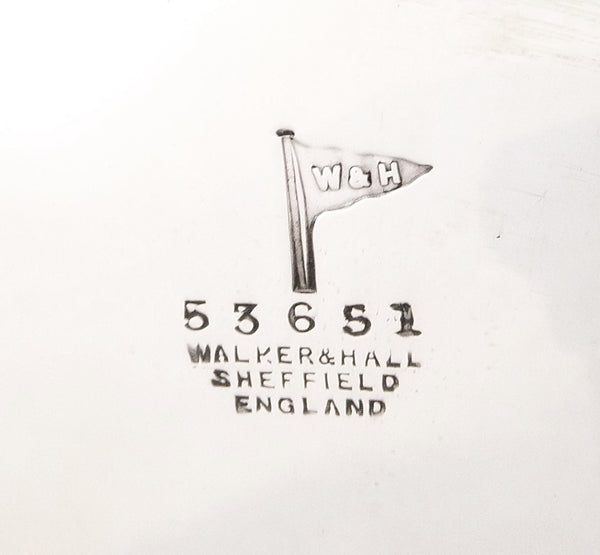 W & H
53651
WALKER & HALL
SHEFFIELD
ENGLAND